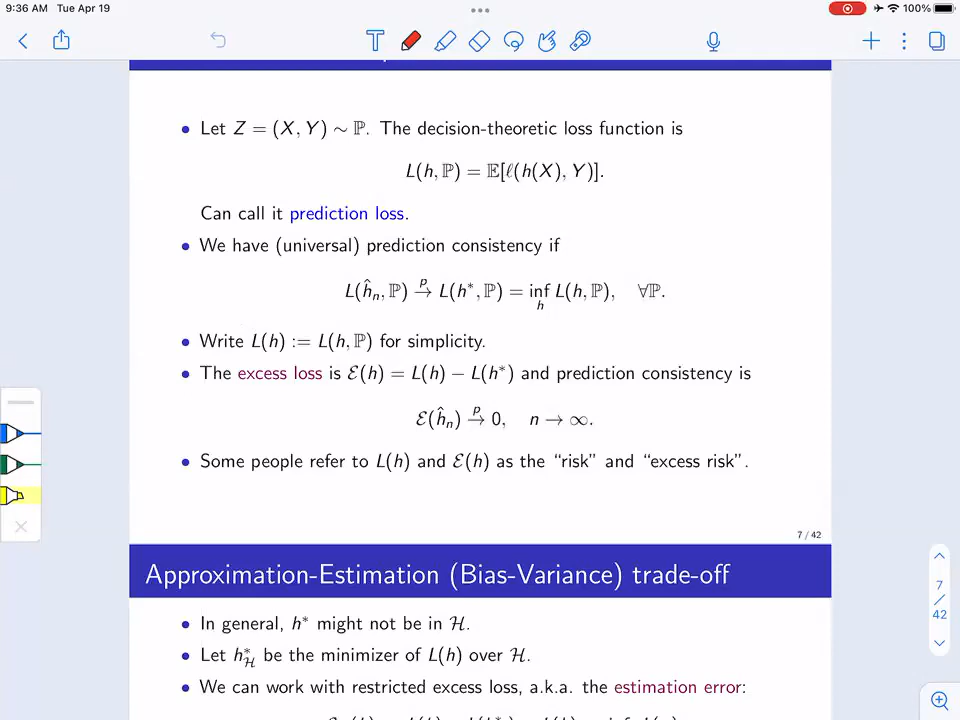 9:36 AM Tue Apr 19
100%
• Let Z = (X, Y) ∼ ℙ. The decision-theoretic loss function is
L(h, ℙ) = 𝔼[ℓ(h(X), Y)].
Can call it prediction loss.
• We have (universal) prediction consistency if
L(ĥₙ, ℙ) →ᵖ L(h*, ℙ) = inf_h L(h, ℙ), ∀ℙ.
• Write L(h) := L(h, ℙ) for simplicity.
• The excess loss is ℰ(h) = L(h) − L(h*) and prediction consistency is
ℰ(ĥₙ) →ᵖ 0, n → ∞.
• Some people refer to L(h) and ℰ(h) as the “risk” and “excess risk”.
7 / 42
Approximation-Estimation (Bias-Variance) trade-off
• In general, h* might not be in ℋ.
• Let h*_ℋ be the minimizer of L(h) over ℋ.
• We can work with restricted excess loss, a.k.a. the estimation error:
7
/
42